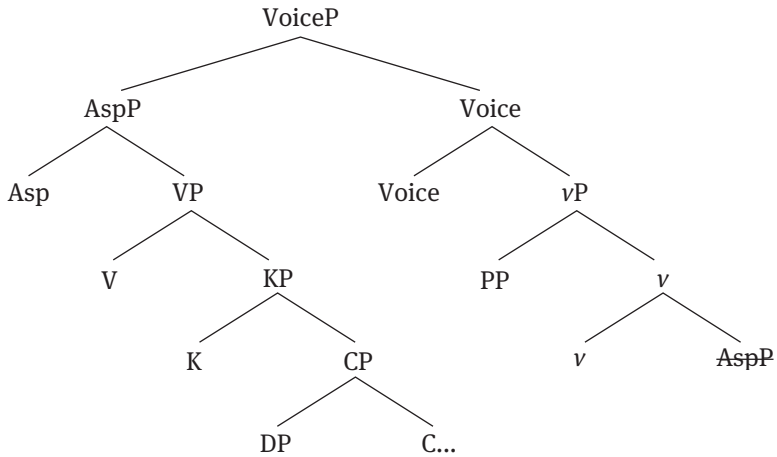 VoiceP
AspP Voice
Asp VP Voice vP
V KP PP v
K CP v AspP
DP C...